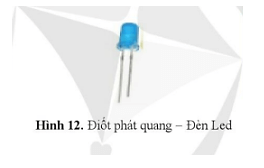 Hình 12. Điốt phát quang – Đèn Led